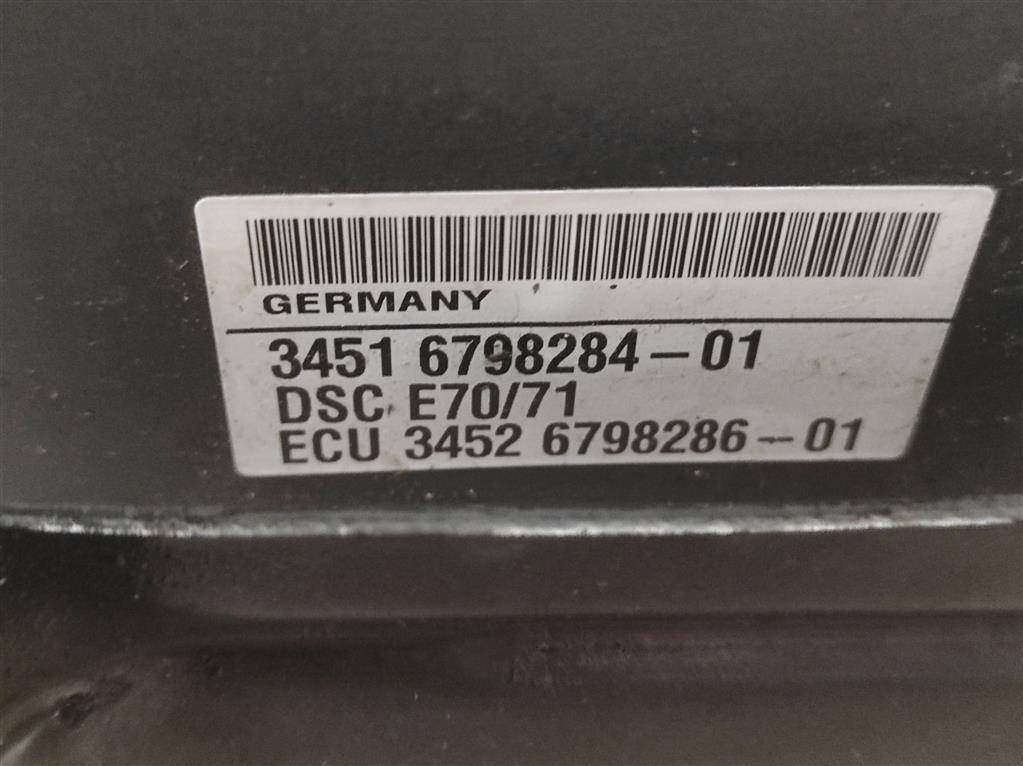 GERMANY
3451 6798284-01
DSC E70/71
ECU 3452 6798286-01